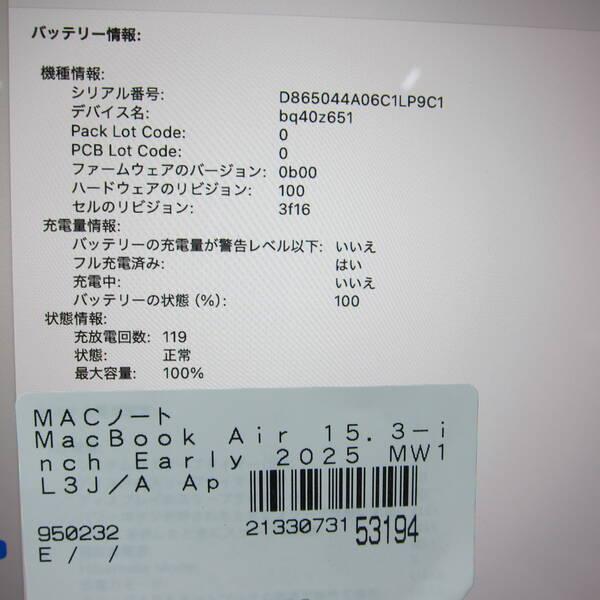 バッテリー情報:
機種情報:
シリアル番号: D865044A06C1LP9C1
デバイス名: bq40z651
Pack Lot Code: 0
PCB Lot Code: 0
ファームウェアのバージョン: 0b00
ハードウェアのリビジョン: 100
セルのリビジョン: 3f16
充電量情報:
バッテリーの充電量が警告レベル以下: いいえ
フル充電済み: はい
充電中: いいえ
バッテリーの状態 (%): 100
状態情報:
充放電回数: 119
状態: 正常
最大容量: 100%
MACノート
MacBook Air 15.3-i
nch Early 2025 MW1
L3J/A Ap
950232
E / /
21330731 53194